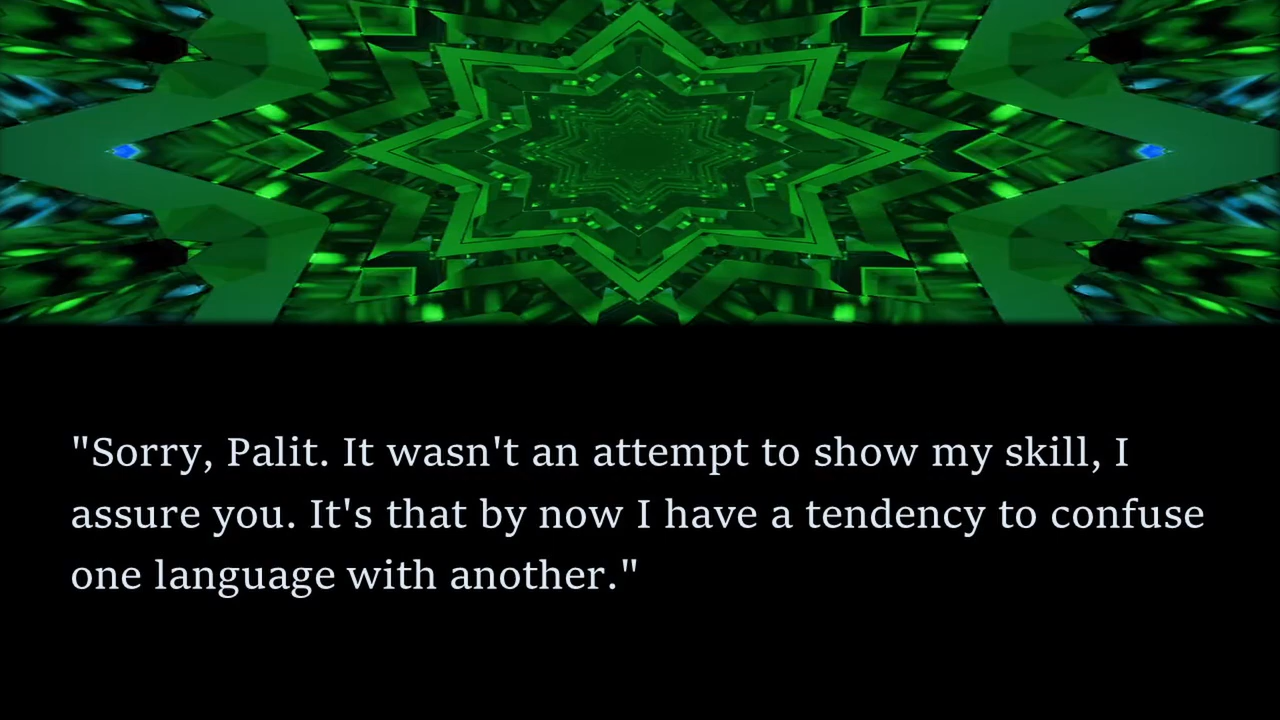 "Sorry, Palit. It wasn't an attempt to show my skill, I
assure you. It's that by now I have a tendency to confuse
one language with another."